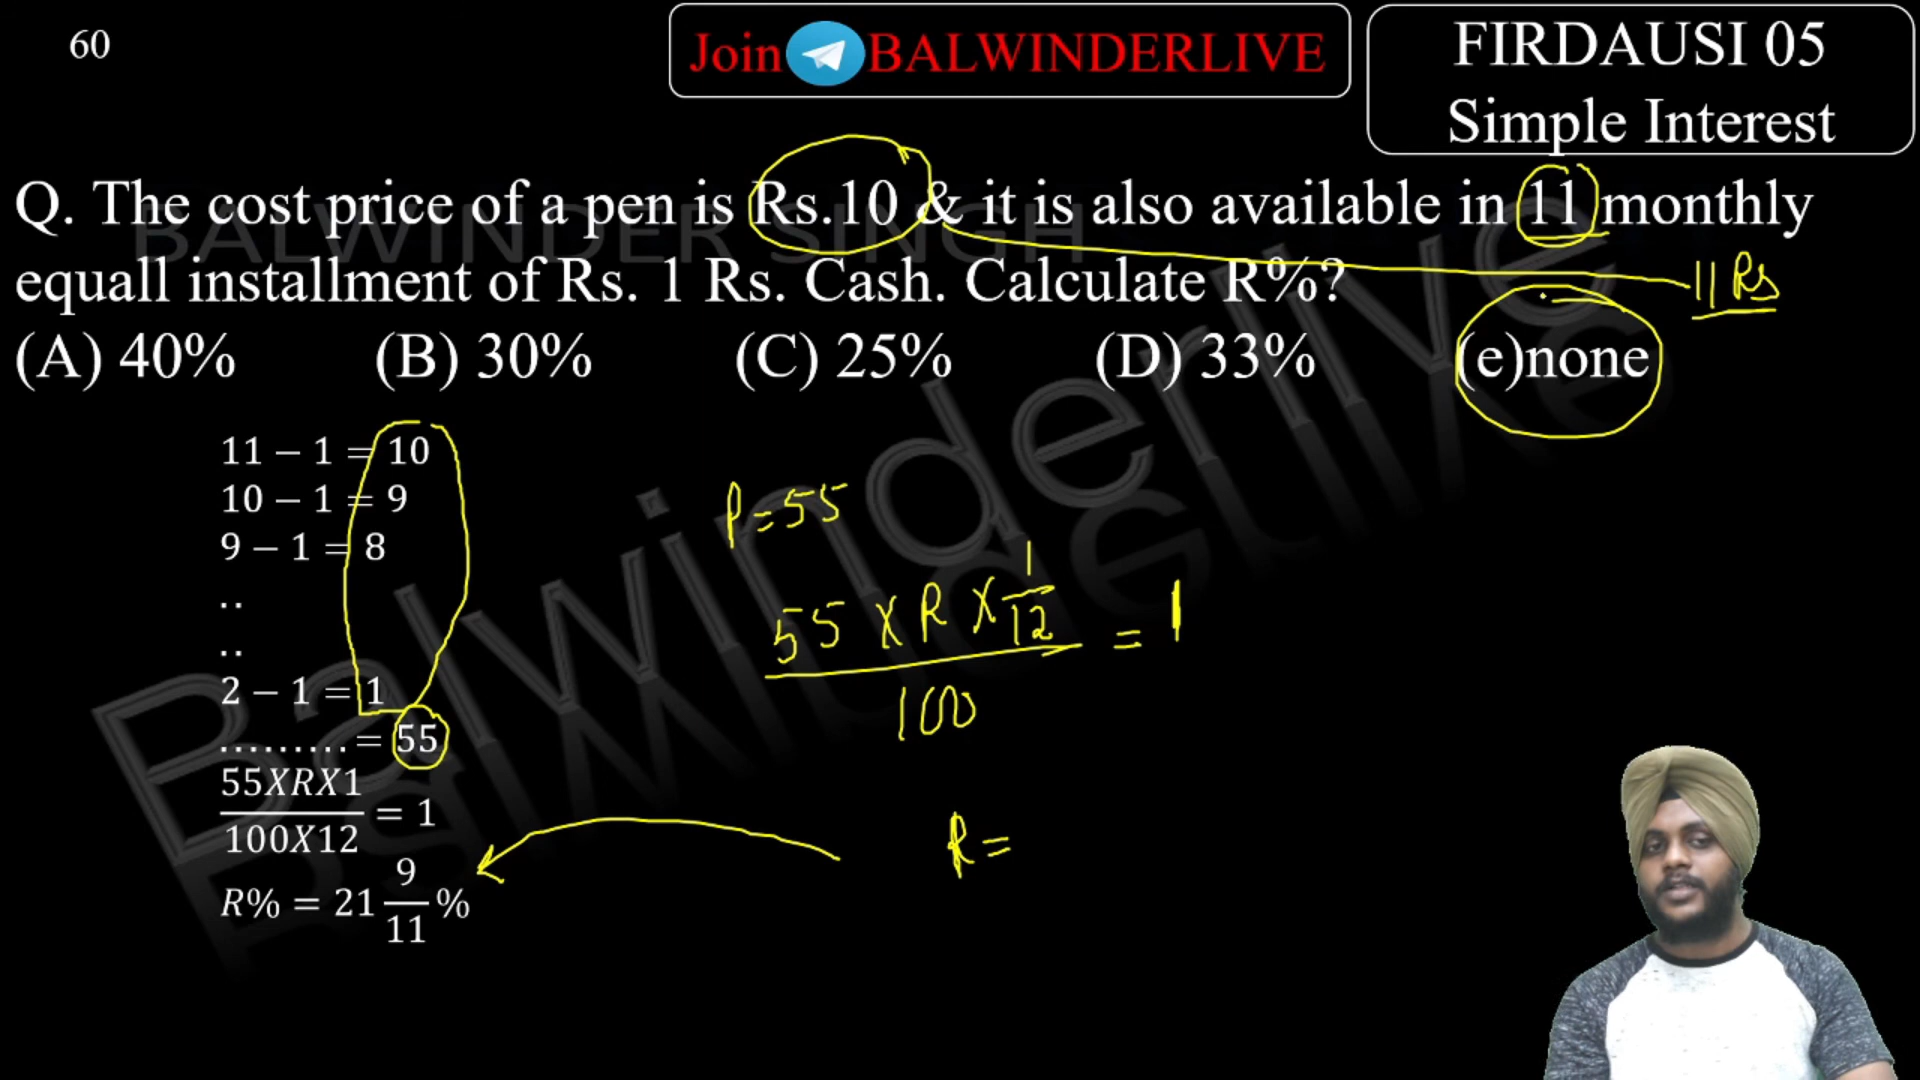 60
Join BALWINDERLIVE
FIRDAUSI 05
Simple Interest
Q. The cost price of a pen is Rs.10 & it is also available in 11 monthly
equall installment of Rs. 1 Rs. Cash. Calculate R%?
11 Rs
(A) 40% (B) 30% (C) 25% (D) 33% (e)none
BALWINDER SINGH
Balwinderlive
11 − 1 = 10
10 − 1 = 9
9 − 1 = 8
..
..
2 − 1 = 1
......... = 55
55XRX1
100X12 = 1
R% = 21 9/11 %
P = 55
55 X R X 1/12
100 = 1
R =